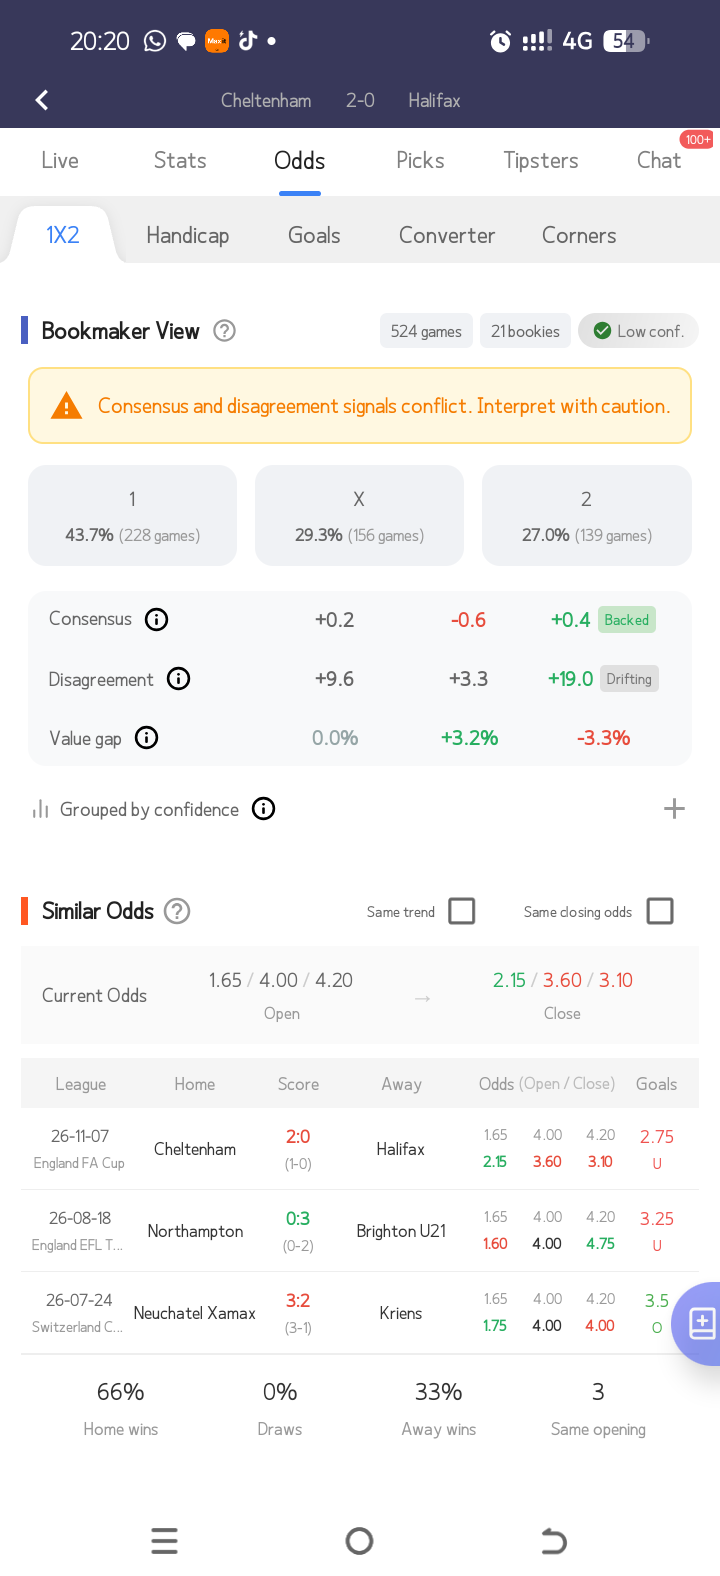 20:20 4G 54
Cheltenham 2-0 Halifax
100+
Live Stats Odds Picks Tipsters Chat
1X2 Handicap Goals Converter Corners
Bookmaker View 524 games 21 bookies Low conf.
Consensus and disagreement signals conflict. Interpret with caution.
1 X 2
43.7% (228 games) 29.3% (156 games) 27.0% (139 games)
Consensus +0.2 -0.6 +0.4 Backed
Disagreement +9.6 +3.3 +19.0 Drifting
Value gap 0.0% +3.2% -3.3%
Grouped by confidence
Similar Odds Same trend Same closing odds
1.65 / 4.00 / 4.20 → 2.15 / 3.60 / 3.10
Current Odds
Open Close
League Home Score Away Odds (Open / Close) Goals
26-11-07 2:0 1.65 4.00 4.20 2.75
Cheltenham Halifax
England FA Cup (1-0) 2.15 3.60 3.10 U
26-08-18 0:3 1.65 4.00 4.20 3.25
Northampton Brighton U21
England EFL T... (0-2) 1.60 4.00 4.75 U
26-07-24 3:2 1.65 4.00 4.20 3.5
Neuchatel Xamax Kriens
Switzerland C... (3-1) 1.75 4.00 4.00 O
66% 0% 33% 3
Home wins Draws Away wins Same opening